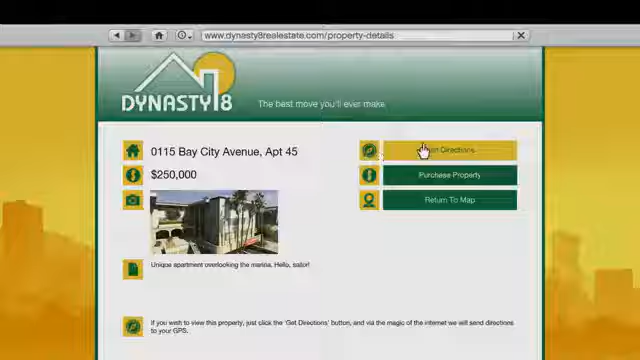 www.dynasty8realestate.com/property-details
DYNASTY 8
The best move you'll ever make
0115 Bay City Avenue, Apt 45
Get Directions
$250,000
Purchase Property
Return To Map
Unique apartment overlooking the marina. Hello, sailor!
If you wish to view this property, just click the 'Get Directions' button, and via the magic of the internet we will send directions
to your GPS.